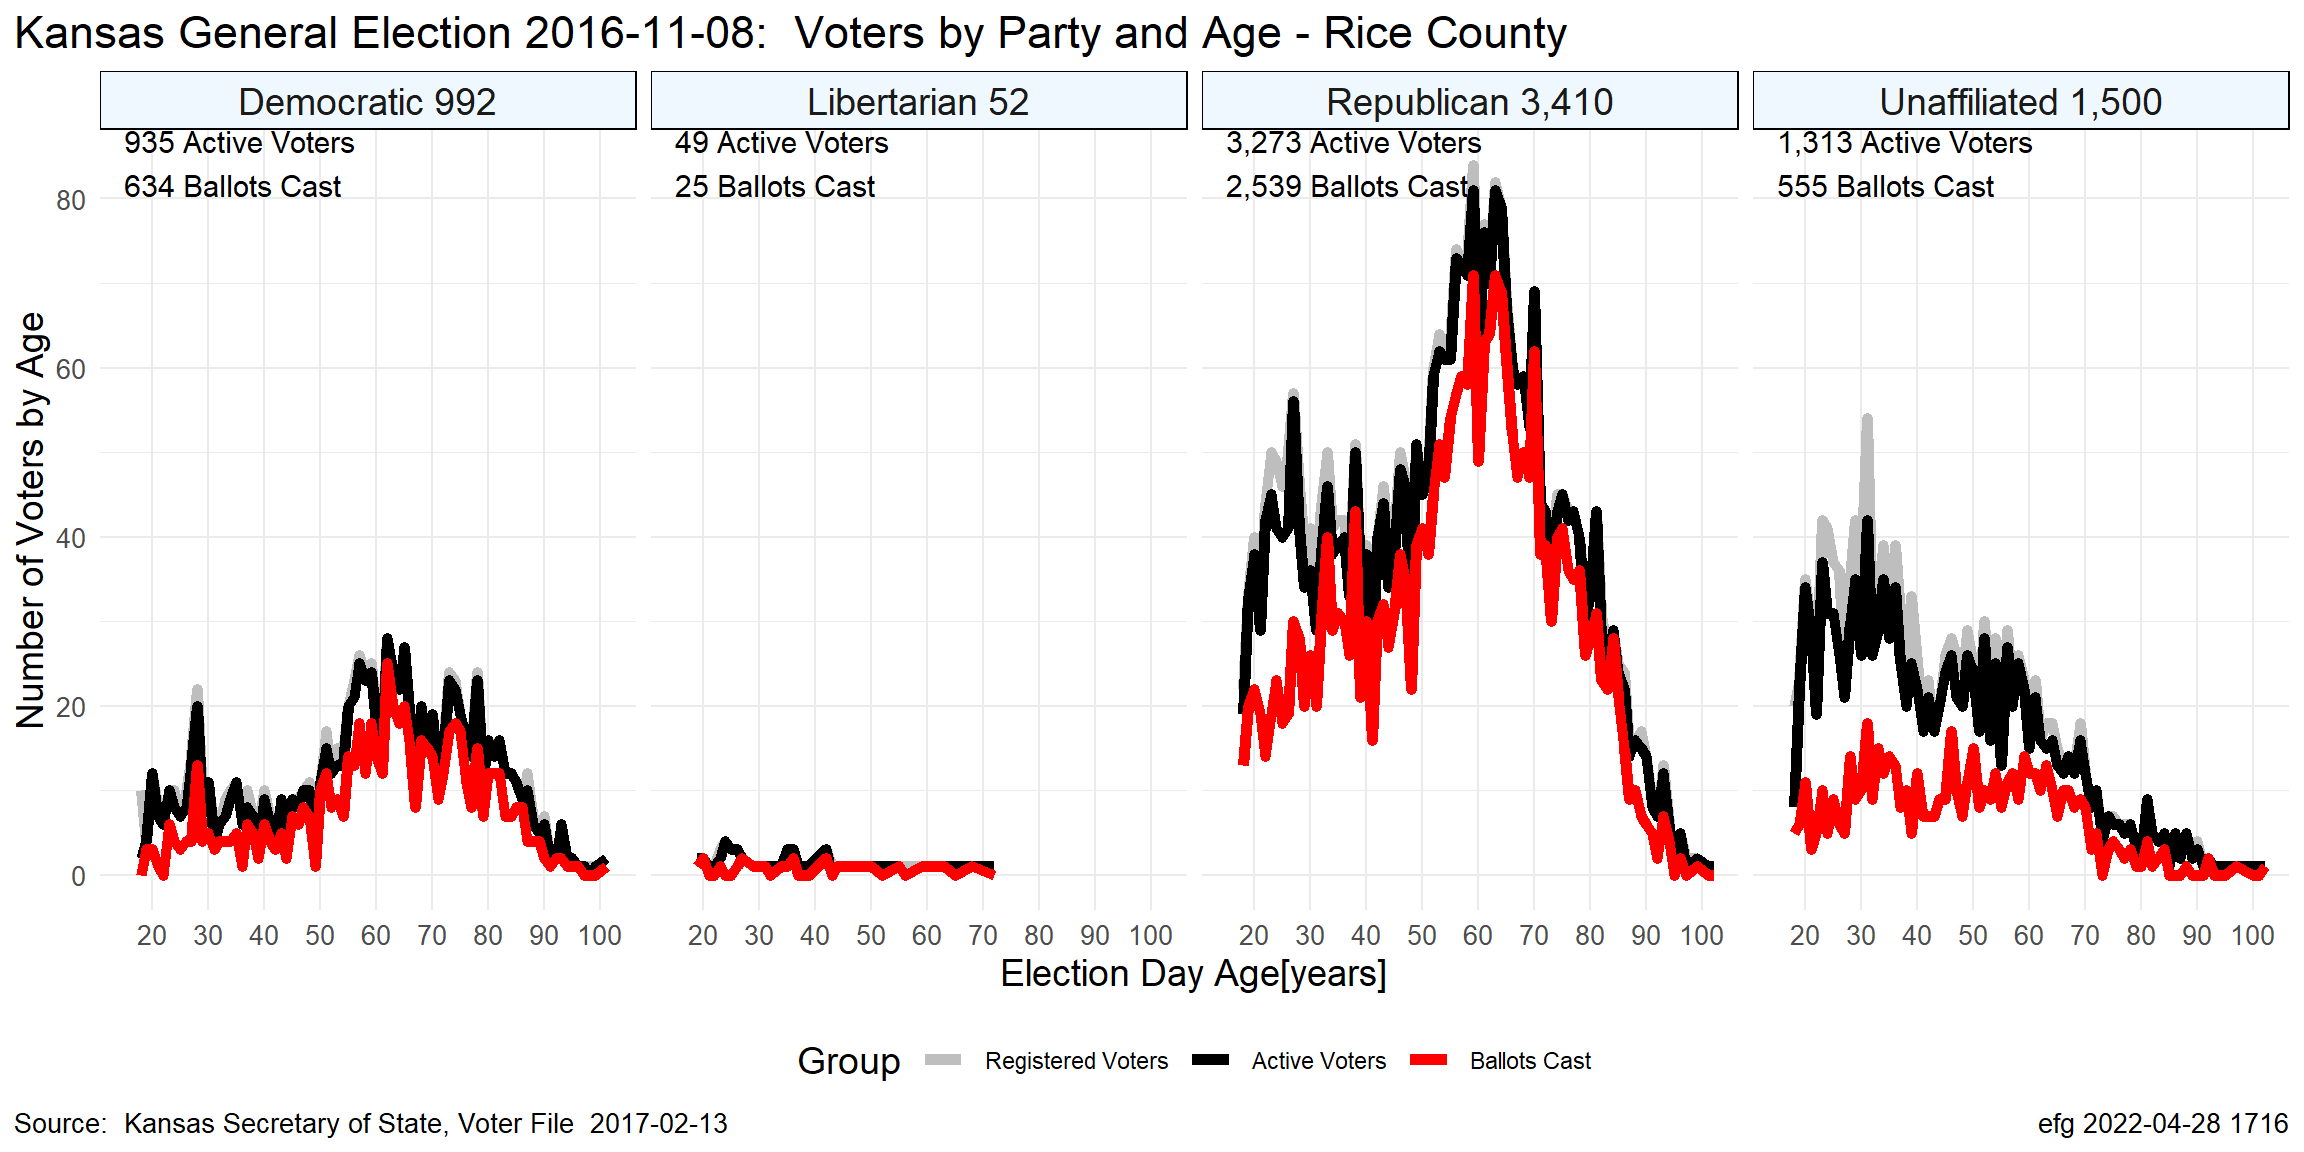 Kansas General Election 2016-11-08:  Voters by Party and Age - Rice County
Democratic 992
Libertarian 52
Republican 3,410
Unaffiliated 1,500
935 Active Voters
634 Ballots Cast
49 Active Voters
25 Ballots Cast
3,273 Active Voters
2,539 Ballots Cast
1,313 Active Voters
555 Ballots Cast
Number of Voters by Age
80
60
40
20
0
20 30 40 50 60 70 80 90 100
20 30 40 50 60 70 80 90 100
20 30 40 50 60 70 80 90 100
20 30 40 50 60 70 80 90 100
Election Day Age[years]
Group Registered Voters Active Voters Ballots Cast
Source:  Kansas Secretary of State, Voter File  2017-02-13
efg 2022-04-28 1716